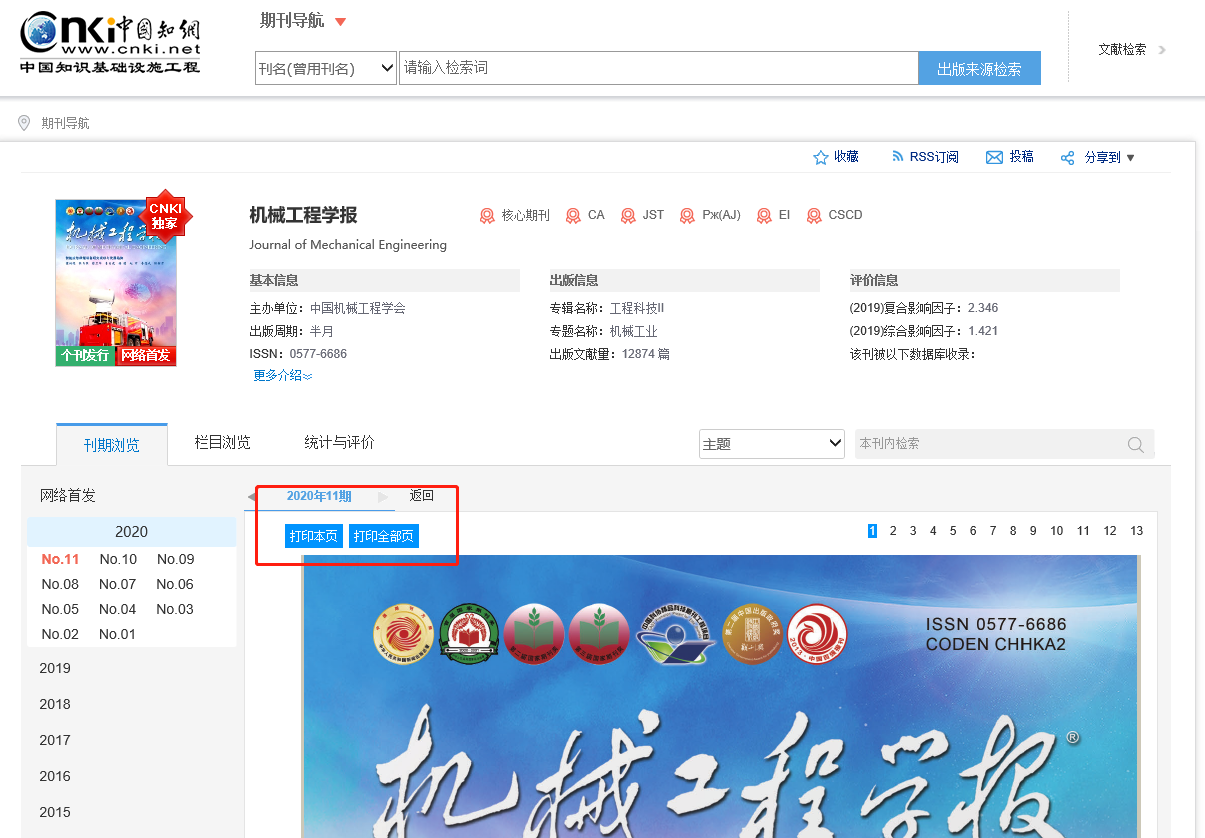 Cnki中国知網
www.cnki.net
中国知识基础设施工程
期刊导航
刊名(曾用刊名)
请输入检索词
出版来源检索
文献检索
期刊导航
收藏
RSS订阅
投稿
分享到
CNKI
独家
机械工程学报
个刊发行
网络首发
机械工程学报
核心期刊
CA
JST
Pж(AJ)
EI
CSCD
Journal of Mechanical Engineering
基本信息
主办单位：中国机械工程学会
出版周期：半月
ISSN：0577-6686
更多介绍
出版信息
专辑名称：工程科技II
专题名称：机械工业
出版文献量：12874 篇
评价信息
(2019)复合影响因子：2.346
(2019)综合影响因子：1.421
该刊被以下数据库收录：
刊期浏览
栏目浏览
统计与评价
主题
本刊内检索
网络首发
2020
No.11 No.10 No.09
No.08 No.07 No.06
No.05 No.04 No.03
No.02 No.01
2019
2018
2017
2016
2015
2020年11期
返回
打印本页
打印全部页
1 2 3 4 5 6 7 8 9 10 11 12 13
ISSN 0577-6686
CODEN CHHKA2
机械工程学报®